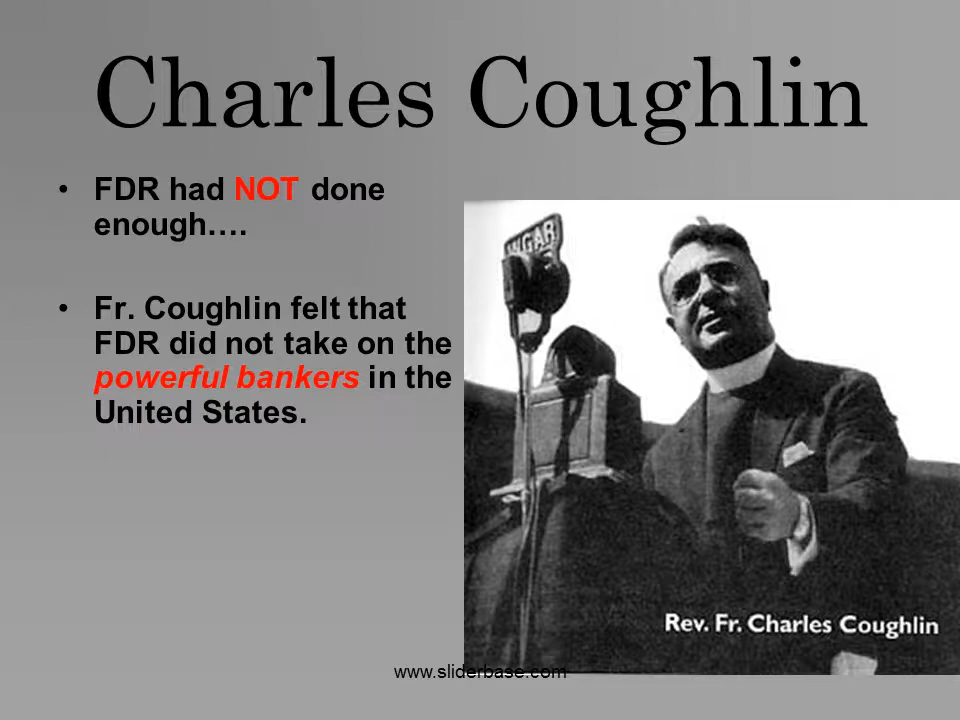 Charles Coughlin
• FDR had NOT done
enough....
• Fr. Coughlin felt that
FDR did not take on the
powerful bankers in the
United States.
WGAR
Rev. Fr. Charles Coughlin
www.sliderbase.com